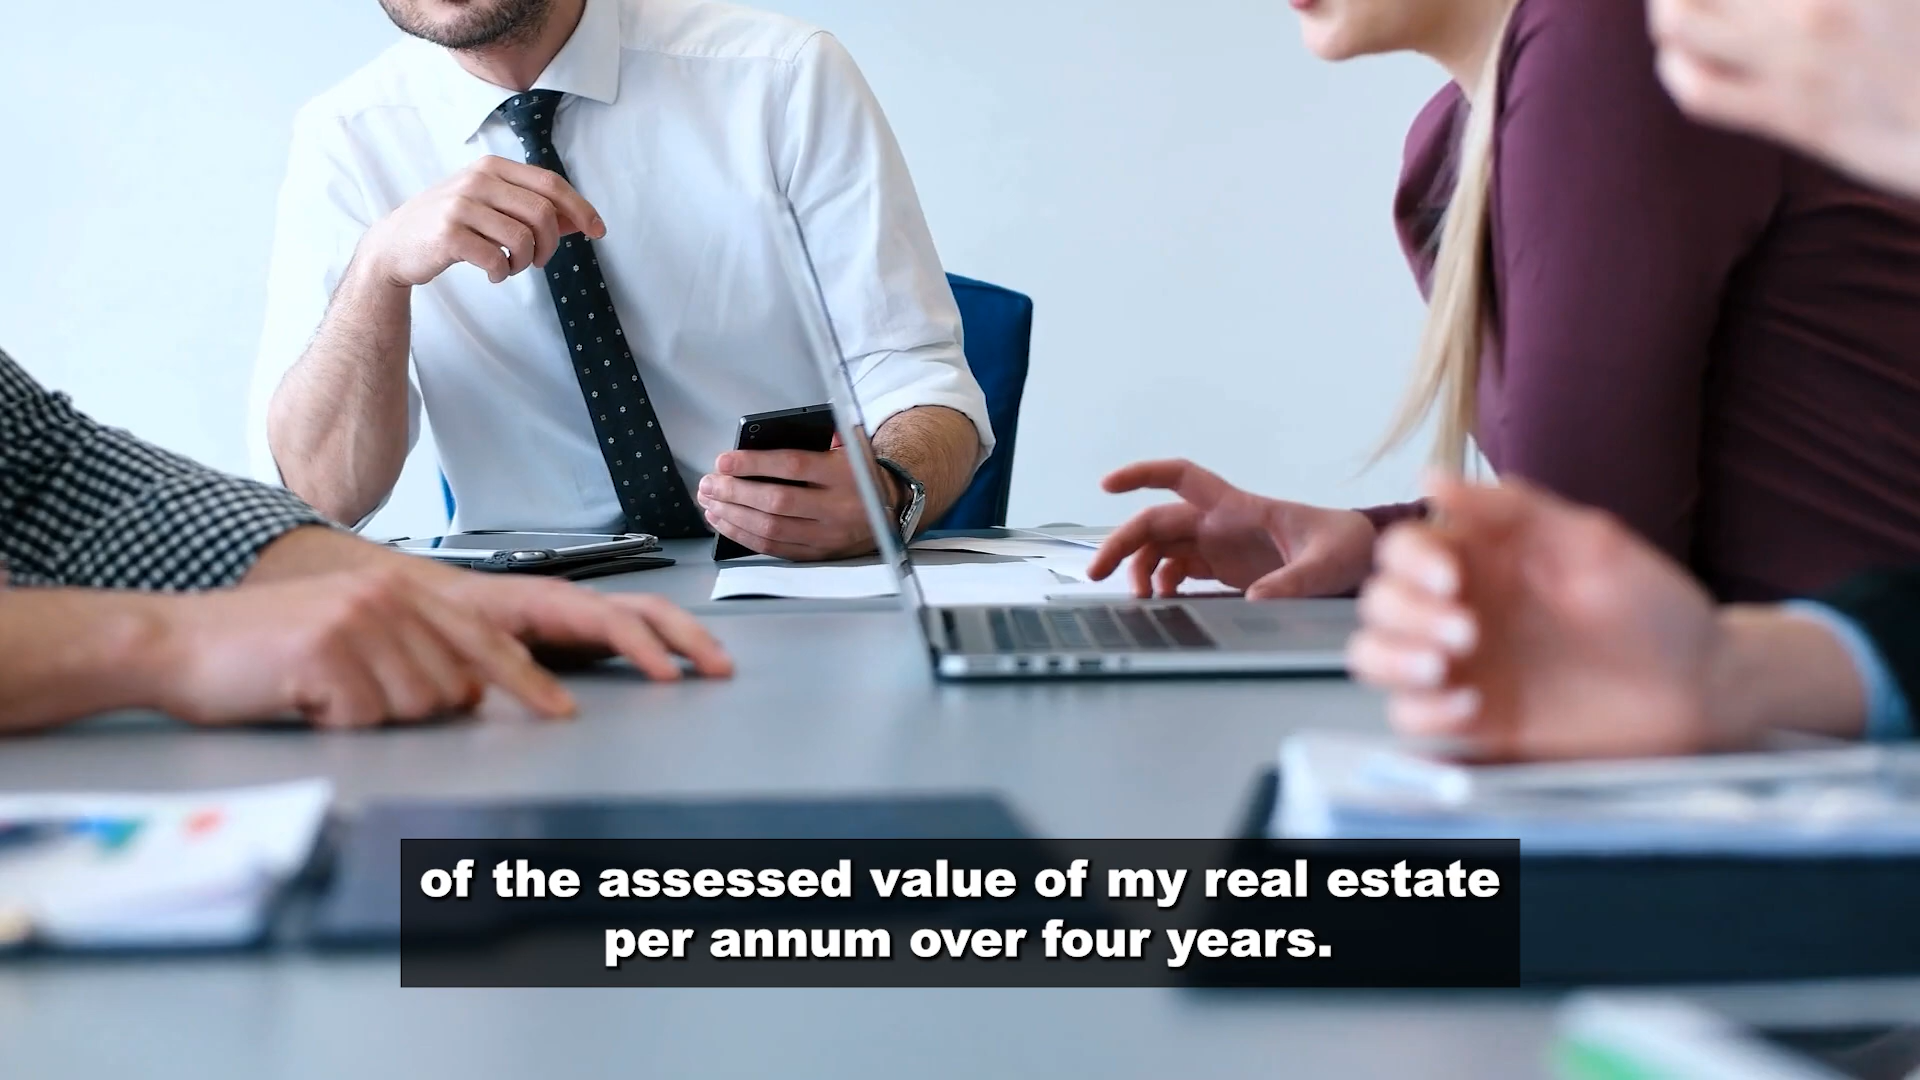 of the assessed value of my real estate
per annum over four years.